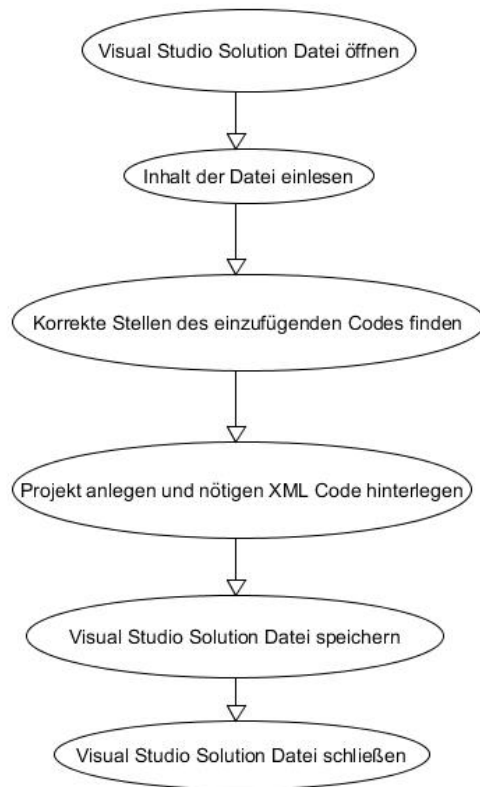 Visual Studio Solution Datei öffnen
Inhalt der Datei einlesen
Korrekte Stellen des einzufügenden Codes finden
Projekt anlegen und nötigen XML Code hinterlegen
Visual Studio Solution Datei speichern
Visual Studio Solution Datei schließen